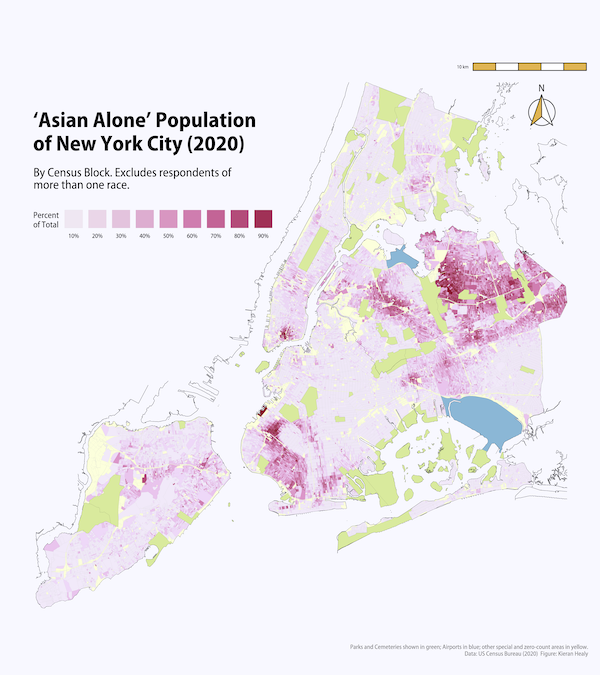 10 km
N
‘Asian Alone’ Population
of New York City (2020)
By Census Block. Excludes respondents of
more than one race.
Percent
of Total
10% 20% 30% 40% 50% 60% 70% 80% 90%
Parks and Cemeteries shown in green; Airports in blue; other special and zero-count areas in yellow.
Data: US Census Bureau (2020) Figure: Kieran Healy